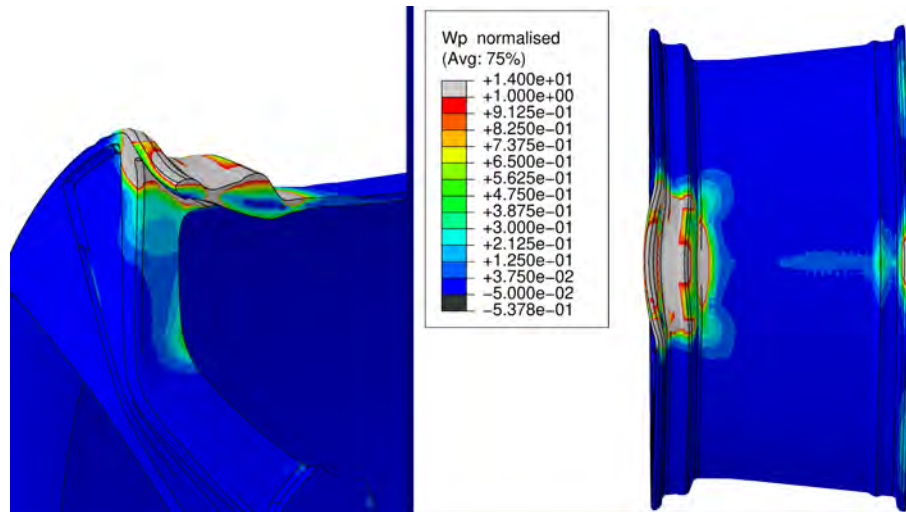 Wp normalised
(Avg: 75%)
+1.400e+01
+1.000e+00
+9.125e-01
+8.250e-01
+7.375e-01
+6.500e-01
+5.625e-01
+4.750e-01
+3.875e-01
+3.000e-01
+2.125e-01
+1.250e-01
+3.750e-02
-5.000e-02
-5.378e-01